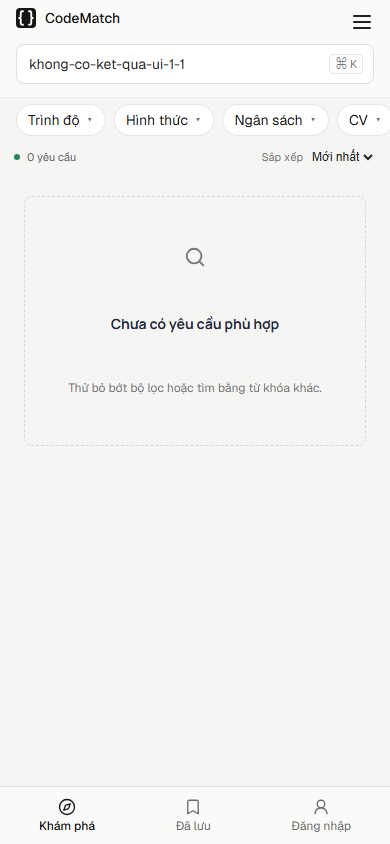 {} CodeMatch
khong-co-ket-qua-ui-1-1 ⌘ K
Trình độ ▾ Hình thức ▾ Ngân sách ▾ CV ▾
0 yêu cầu Sắp xếp Mới nhất
Chưa có yêu cầu phù hợp
Thử bỏ bớt bộ lọc hoặc tìm bằng từ khóa khác.
Khám phá Đã lưu Đăng nhập